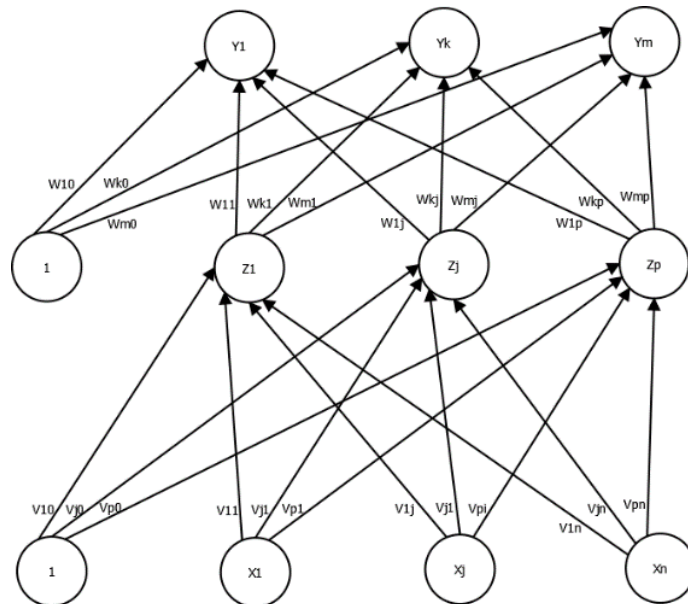 Y1 Yk Ym
W10 Wk0 Wm0 W11 Wk1 Wm1 W1j Wkj Wmj W1p Wkp Wmp
1 Z1 Zj Zp
V10 Vj0 Vp0 V11 Vj1 Vp1 V1j Vj1 Vpi V1n Vjn Vpn
1 X1 Xj Xn